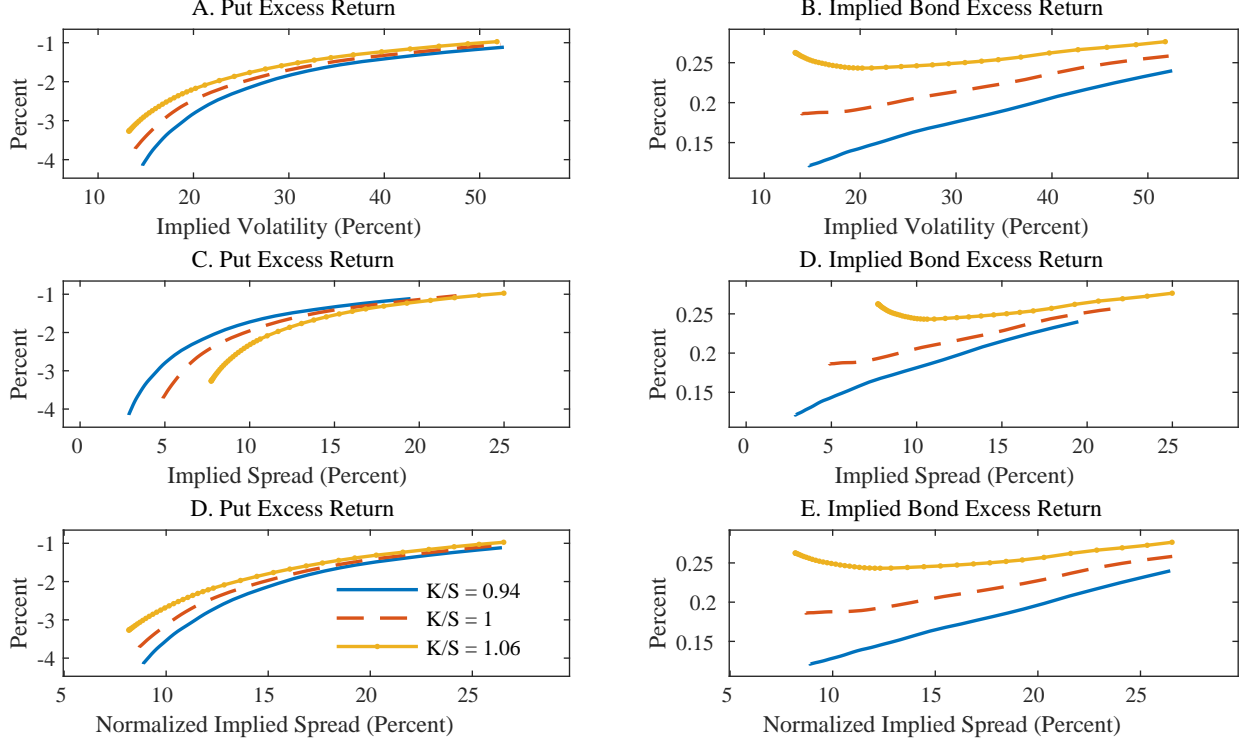 A. Put Excess Return
B. Implied Bond Excess Return
-1
-2
-3
-4
Percent
10 20 30 40 50
Implied Volatility (Percent)
0.25
0.2
0.15
Percent
10 20 30 40 50
Implied Volatility (Percent)
C. Put Excess Return
D. Implied Bond Excess Return
-1
-2
-3
-4
Percent
0 5 10 15 20 25
Implied Spread (Percent)
0.25
0.2
0.15
Percent
0 5 10 15 20 25
Implied Spread (Percent)
D. Put Excess Return
E. Implied Bond Excess Return
-1
-2
-3
-4
Percent
K/S = 0.94
K/S = 1
K/S = 1.06
5 10 15 20 25
Normalized Implied Spread (Percent)
0.25
0.2
0.15
Percent
5 10 15 20 25
Normalized Implied Spread (Percent)